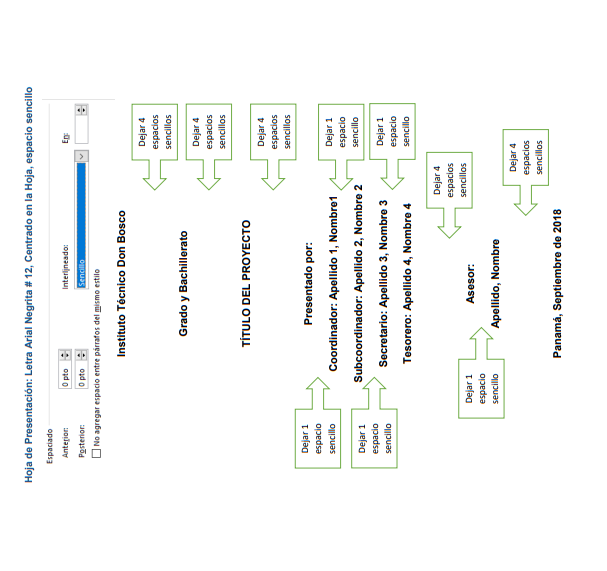 Hoja de Presentación: Letra Arial Negrita # 12, Centrado en la Hoja, espacio sencillo
Espaciado
Anterior: 0 pto
Interlineado: En:
Posterior: 0 pto
Sencillo
No agregar espacio entre párrafos del mismo estilo
Instituto Técnico Don Bosco
Dejar 4
espacios
sencillos
Grado y Bachillerato
Dejar 4
espacios
sencillos
TÍTULO DEL PROYECTO
Dejar 4
espacios
sencillos
Presentado por:
Dejar 1
espacio
sencillo
Coordinador: Apellido 1, Nombre1
Dejar 1
espacio
sencillo
Subcoordinador: Apellido 2, Nombre 2
Dejar 1
espacio
sencillo
Secretario: Apellido 3, Nombre 3
Dejar 1
espacio
sencillo
Tesorero: Apellido 4, Nombre 4
Dejar 4
espacios
sencillos
Asesor:
Dejar 1
espacio
sencillo
Apellido, Nombre
Dejar 4
espacios
sencillos
Panamá, Septiembre de 2018